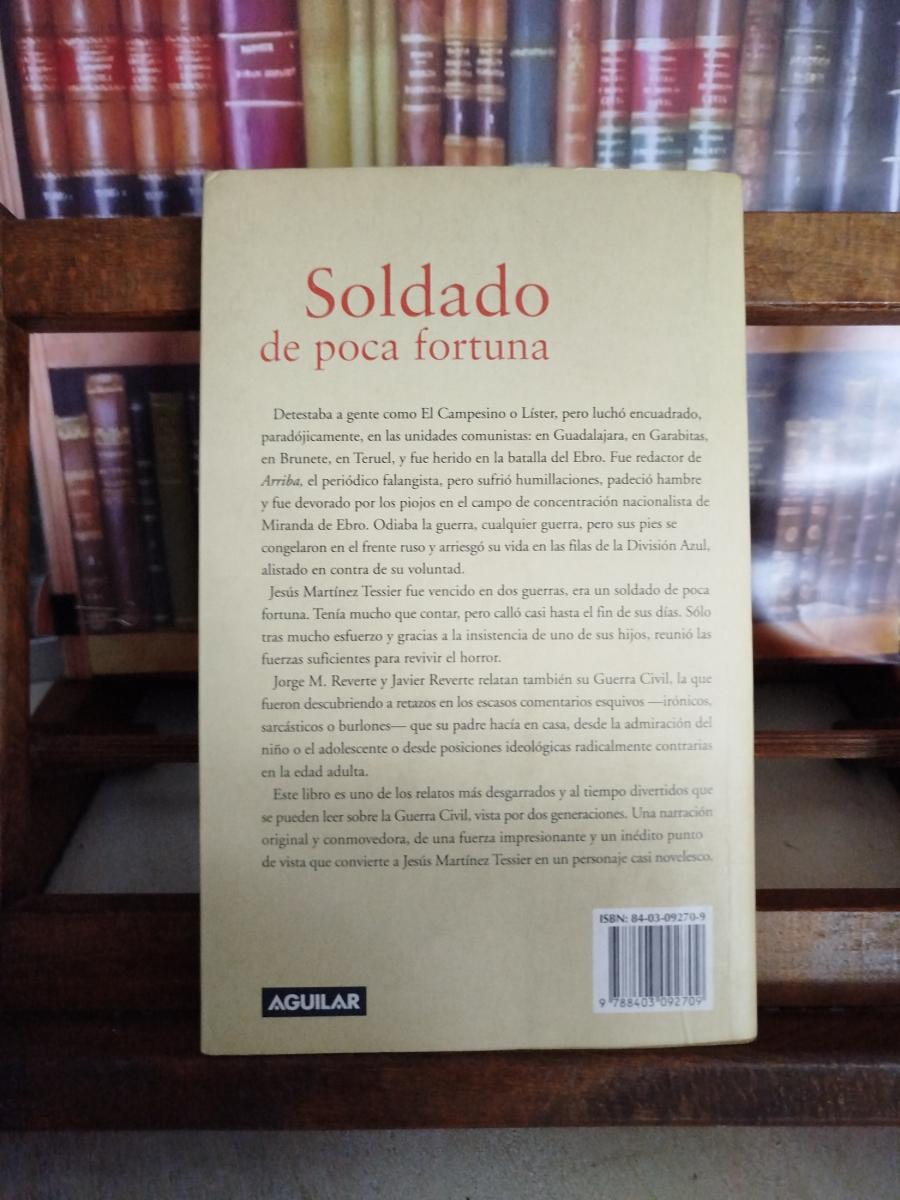 Soldado
de poca fortuna
Detestaba a gente como El Campesino o Líster, pero luchó encuadrado,
paradójicamente, en las unidades comunistas: en Guadalajara, en Garabitas,
en Brunete, en Teruel, y fue herido en la batalla del Ebro. Fue redactor de
Arriba, el periódico falangista, pero sufrió humillaciones, padeció hambre
y fue devorado por los piojos en el campo de concentración nacionalista de
Miranda de Ebro. Odiaba la guerra, cualquier guerra, pero sus pies se
congelaron en el frente ruso y arriesgó su vida en las filas de la División Azul,
alistado en contra de su voluntad.
Jesús Martínez Tessier fue vencido en dos guerras, era un soldado de poca
fortuna. Tenía mucho que contar, pero calló casi hasta el fin de sus días. Sólo
tras mucho esfuerzo y gracias a la insistencia de uno de sus hijos, reunió las
fuerzas suficientes para revivir el horror.
Jorge M. Reverte y Javier Reverte relatan también su Guerra Civil, la que
fueron descubriendo a retazos en los escasos comentarios esquivos —irónicos,
sarcásticos o burlones— que su padre hacía en casa, desde la admiración del
niño o el adolescente o desde posiciones ideológicas radicalmente contrarias
en la edad adulta.
Este libro es uno de los relatos más desgarrados y al tiempo divertidos que
se pueden leer sobre la Guerra Civil, vista por dos generaciones. Una narración
original y conmovedora, de una fuerza impresionante y un inédito punto
de vista que convierte a Jesús Martínez Tessier en un personaje casi novelesco.
ISBN: 84-03-09270-9
9 788403 092709
AGUILAR